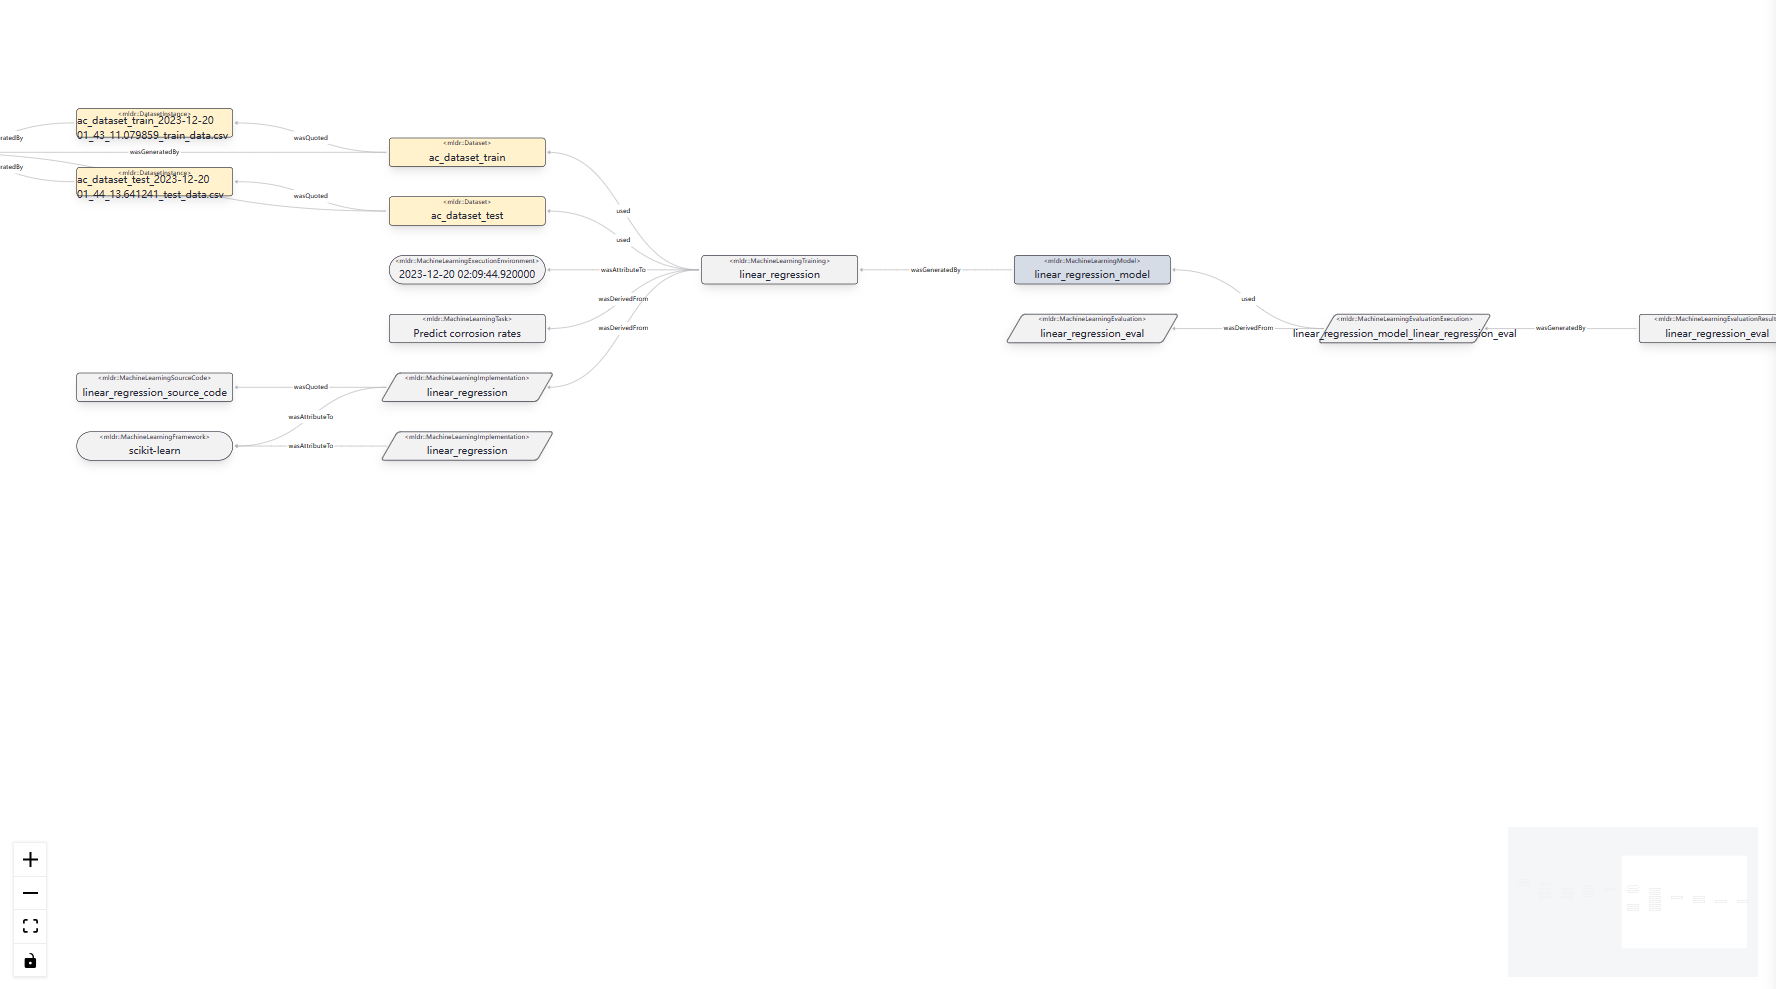 <mldr::DatasetInstance>
ac_dataset_train_2023-12-20
01_43_11.079859_train_data.csv
ratedBy
wasQuoted
<mldr::Dataset>
ac_dataset_train
wasGeneratedBy
ratedBy
<mldr::DatasetInstance>
ac_dataset_test_2023-12-20
01_44_13.641241_test_data.csv
wasQuoted
<mldr::Dataset>
ac_dataset_test
used
used
<mldr::MachineLearningExecutionEnvironment>
2023-12-20 02:09:44.920000
wasAttributeTo
<mldr::MachineLearningTraining>
linear_regression
wasGeneratedBy
<mldr::MachineLearningModel>
linear_regression_model
wasDerivedFrom
used
<mldr::MachineLearningTask>
Predict corrosion rates
wasDerivedFrom
<mldr::MachineLearningEvaluation>
linear_regression_eval
wasDerivedFrom
<mldr::MachineLearningEvaluationExecution>
linear_regression_model_linear_regression_eval
wasGeneratedBy
<mldr::MachineLearningEvaluationResult
linear_regression_eval
<mldr::MachineLearningSourceCode>
linear_regression_source_code
wasQuoted
<mldr::MachineLearningImplementation>
linear_regression
wasAttributeTo
<mldr::MachineLearningFramework>
scikit-learn
wasAttributeTo
<mldr::MachineLearningImplementation>
linear_regression